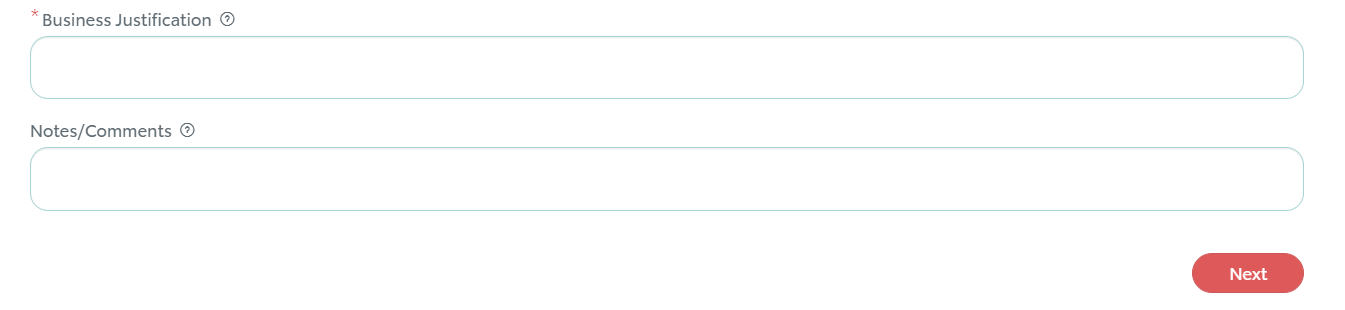 * Business Justification ?
Notes/Comments ?
Next